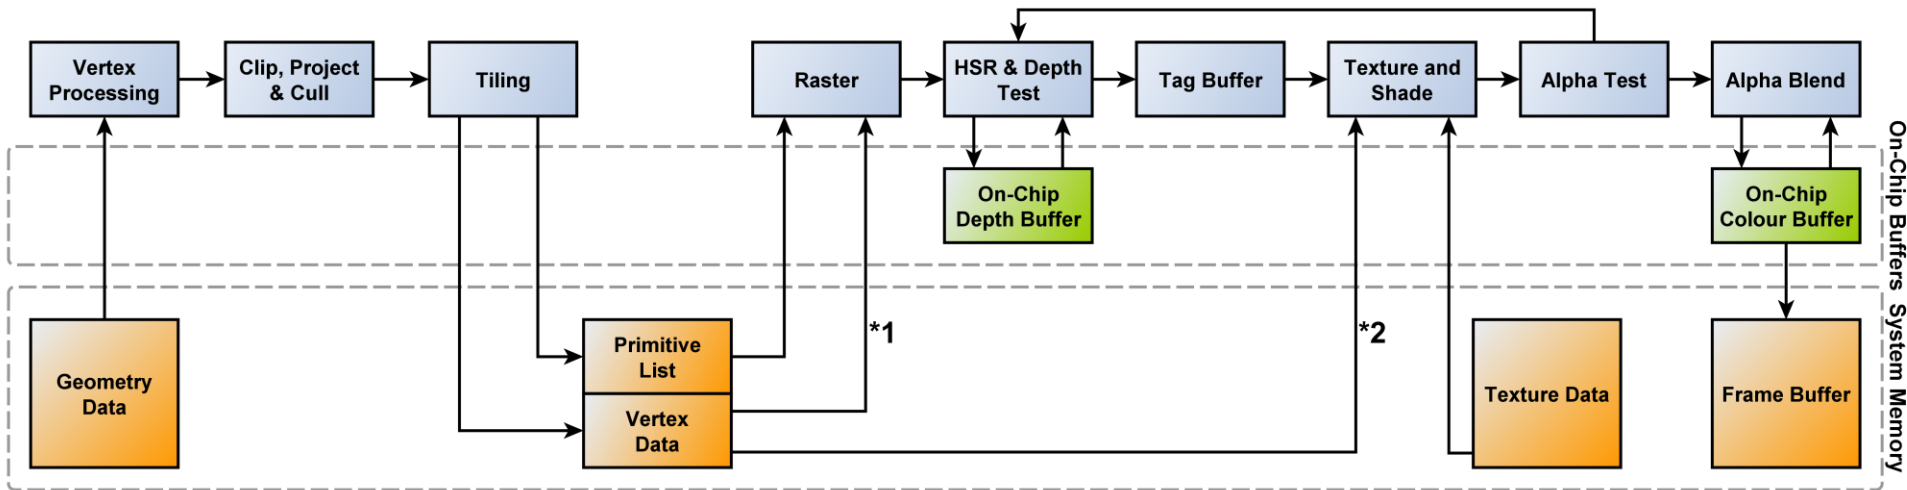 Vertex
Processing
Clip, Project
& Cull
Tiling
Raster
HSR & Depth
Test
Tag Buffer
Texture and
Shade
Alpha Test
Alpha Blend
On-Chip
Depth Buffer
On-Chip
Colour Buffer
On-Chip Buffers
Geometry
Data
Primitive
List
Vertex
Data
*1
*2
Texture Data
Frame Buffer
System Memory